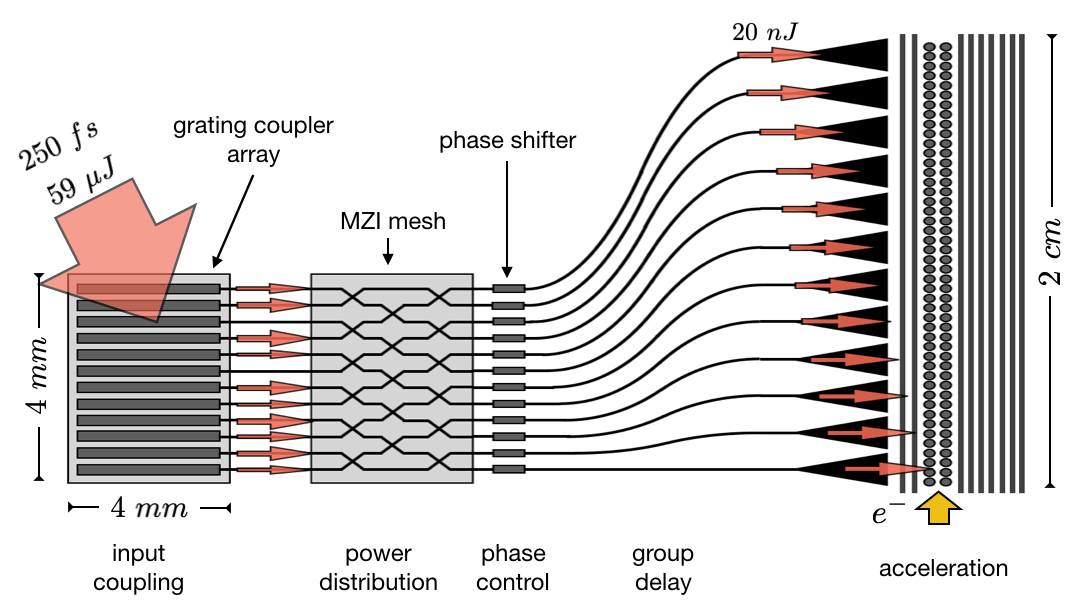 20 nJ
250 fs
59 μJ
grating coupler
array
phase shifter
MZI mesh
4 mm
2 cm
4 mm
e⁻
input
coupling
power
distribution
phase
control
group
delay
acceleration